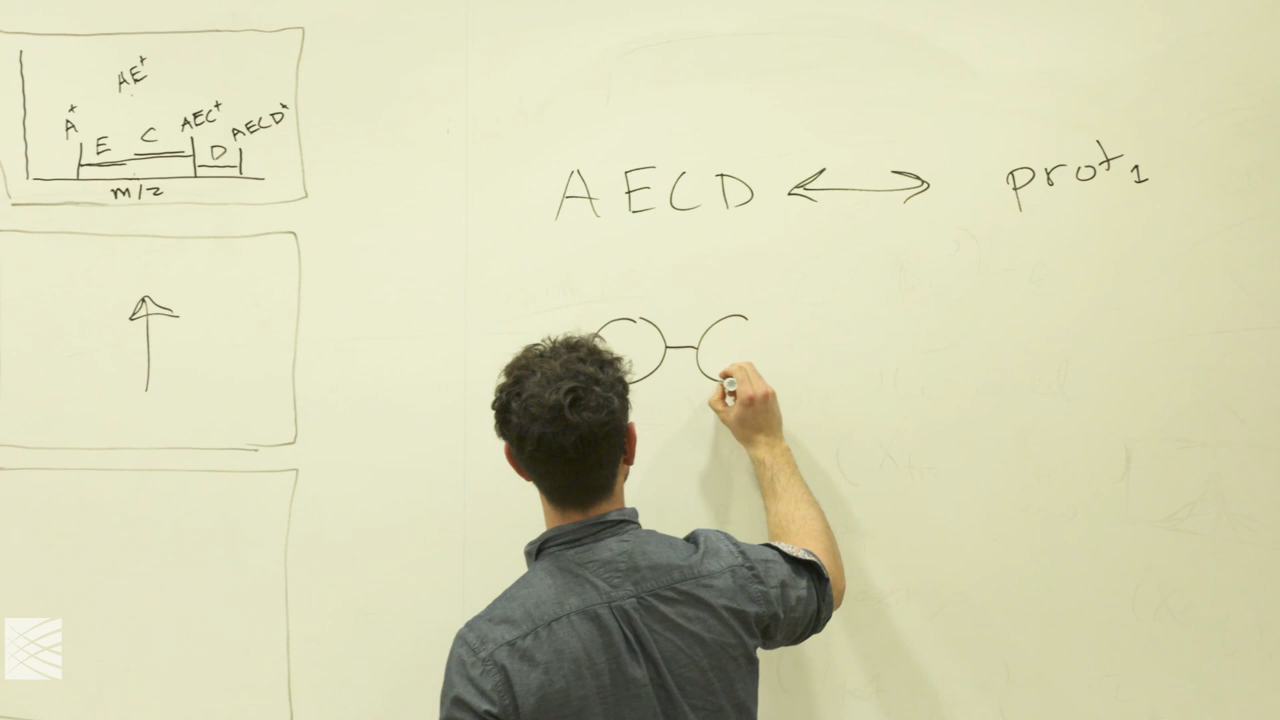 AE⁺
A⁺ E C AEC⁺ D AECD⁺
m/z
AECD ↔ prot₁